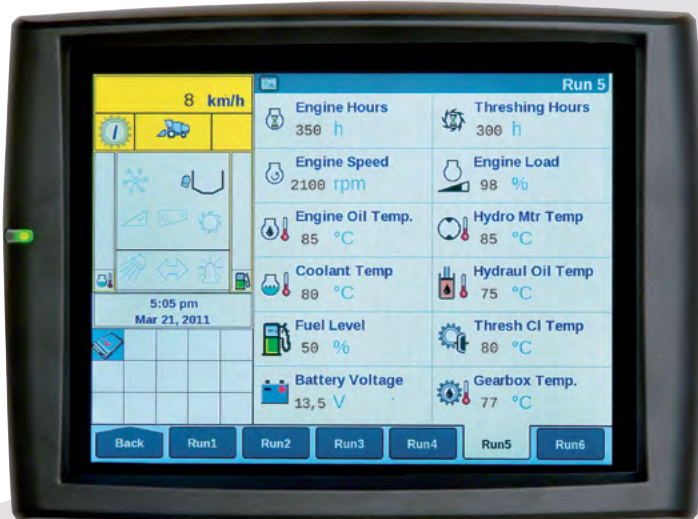 8 km/h
Run 5
Engine Hours
350 h
Threshing Hours
300 h
Engine Speed
2100 rpm
Engine Load
98 %
Engine Oil Temp.
85 °C
Hydro Mtr Temp
85 °C
Coolant Temp
80 °C
Hydraul Oil Temp
75 °C
5:05 pm
Mar 21, 2011
Fuel Level
50 %
Thresh Cl Temp
80 °C
Battery Voltage
13,5 V
Gearbox Temp.
77 °C
Back
Run1
Run2
Run3
Run4
Run5
Run6